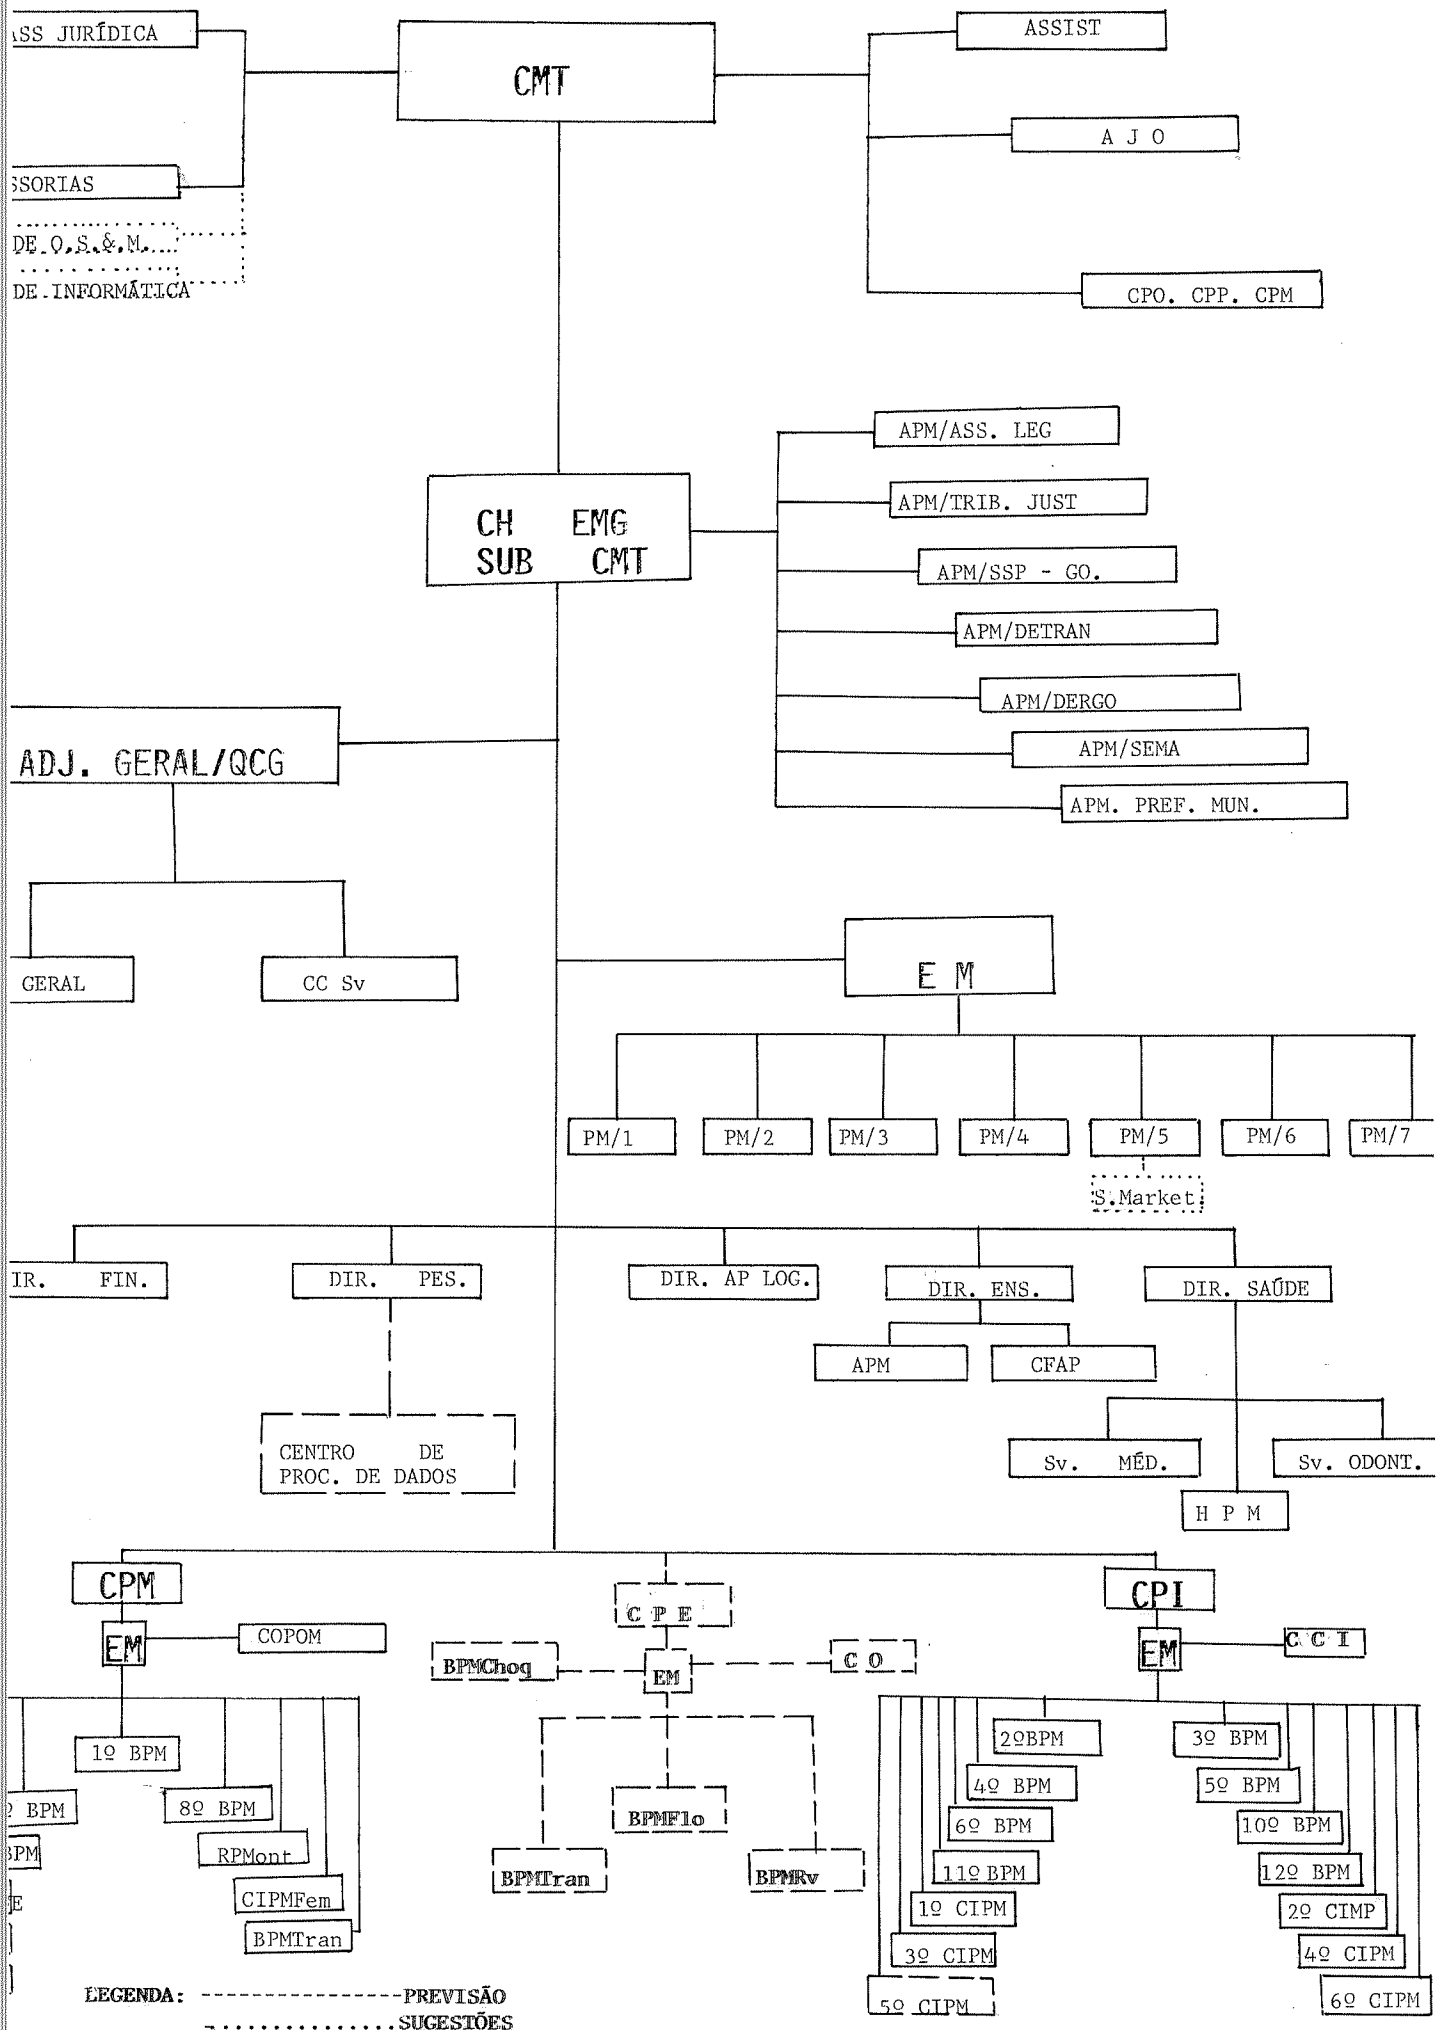 ASS JURÍDICA
CMT
ASSIST
A J O
SSORIAS
DE O.S.&.M.
DE INFORMÁTICA
CPO. CPP. CPM
APM/ASS. LEG
APM/TRIB. JUST
CH EMG
SUB CMT
APM/SSP - GO.
APM/DETRAN
APM/DERGO
ADJ. GERAL/QCG
APM/SEMA
APM. PREF. MUN.
E M
GERAL
CC Sv
PM/1
PM/2
PM/3
PM/4
PM/5
PM/6
PM/7
S.Market.
IR. FIN.
DIR. PES.
DIR. AP LOG.
DIR. ENS.
DIR. SAÚDE
APM
CFAP
CENTRO DE
PROC. DE DADOS
Sv. MÉD.
Sv. ODONT.
H P M
CPM
C P E
CPI
EM
COPOM
BPMChoq
EM
C O
EM
C C I
1º BPM
2ºBPM
3º BPM
º BPM
8º BPM
4º BPM
5º BPM
BPM
RPMont
BPMFlo
6º BPM
10º BPM
BPMTran
BPMRv
11º BPM
12º BPM
E
CIPMFem
1º CIPM
2º CIMP
BPMTran
3º CIPM
4º CIPM
5º CIPM
6º CIPM
LEGENDA: ---------------PREVISÃO
..............SUGESTÕES